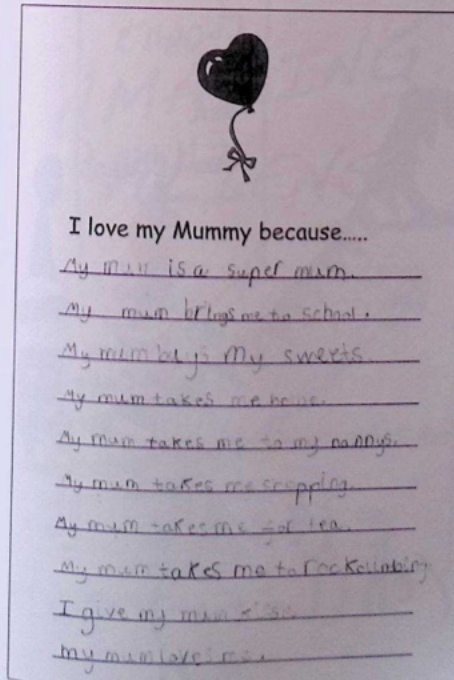 I love my Mummy because.....
My mum is a super mum.
My mum brings me to school.
My mum buys my sweets.
My mum takes me home.
My mum takes me to my nannys.
My mum takes me shopping.
My mum takes me for tea.
My mum takes me to rock
I give my mum
my mum loves me.